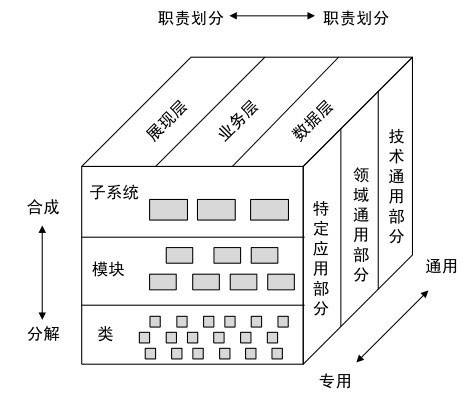 职责划分
职责划分
展现层
业务层
数据层
子系统
模块
类
特定应用部分
领域通用部分
技术通用部分
合成
分解
通用
专用